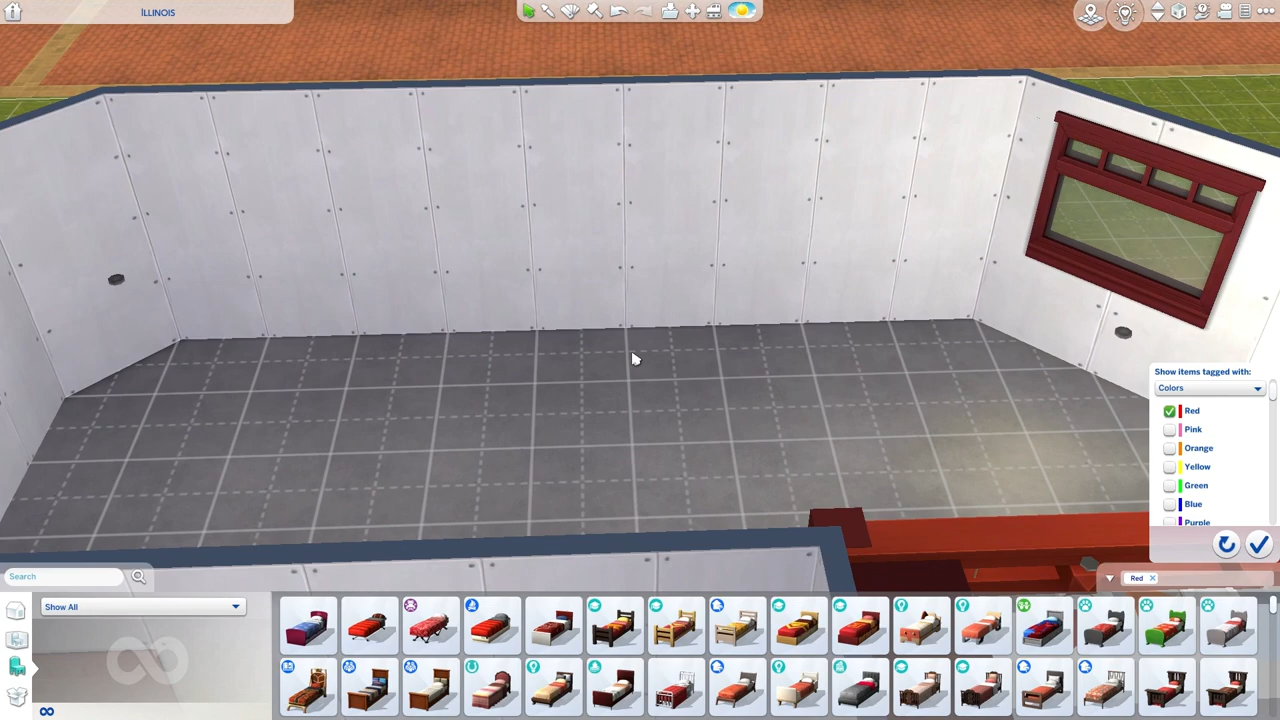 ILLINOIS
Show items tagged with:
Colors
Red
Pink
Orange
Yellow
Green
Blue
Purple
Search
Red
Show All